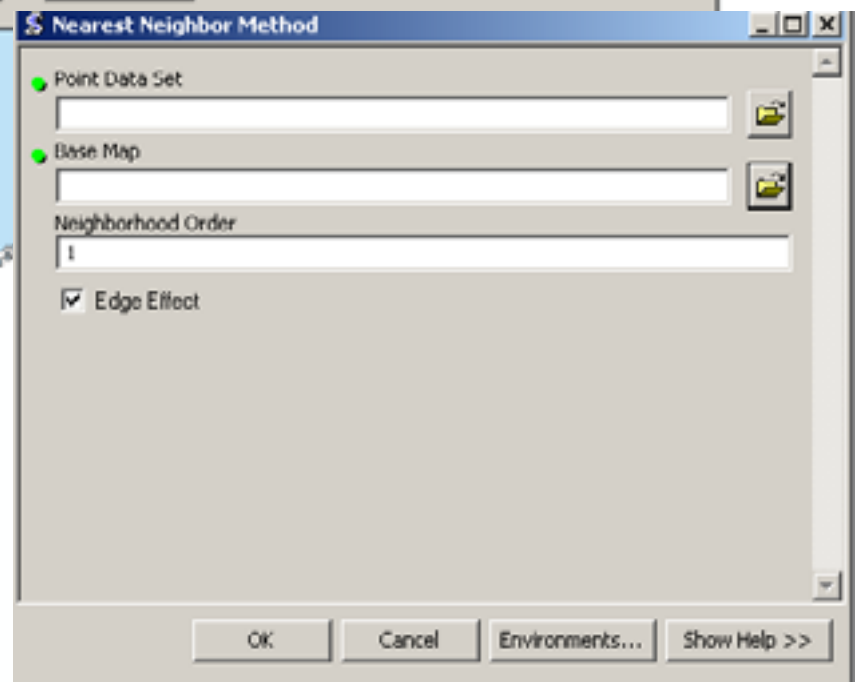 Nearest Neighbor Method
Point Data Set
Base Map
Neighborhood Order
1
Edge Effect
OK Cancel Environments... Show Help >>